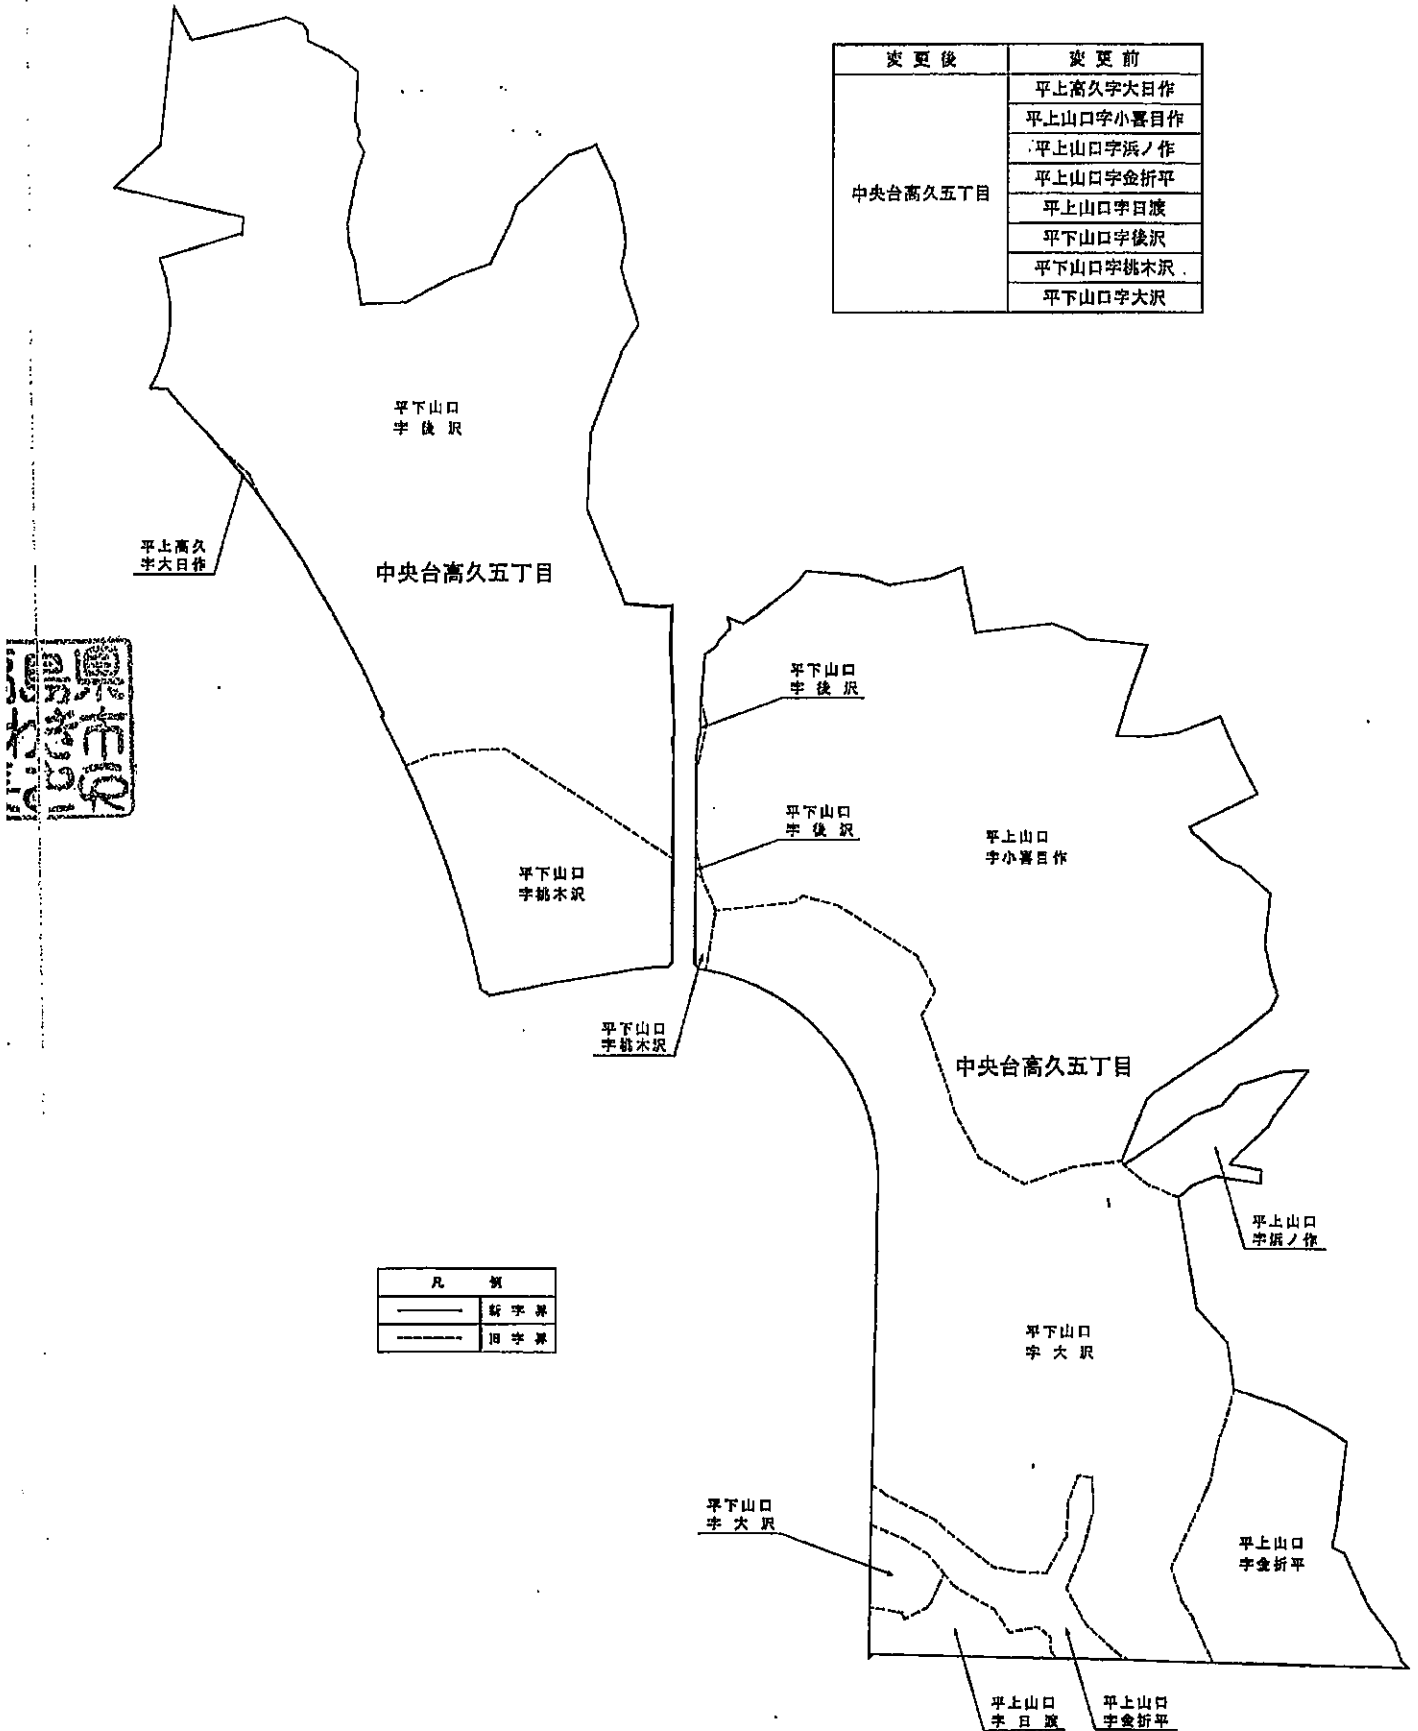 変更後 変更前
中央台高久五丁目
平上高久字大日作
平上山口字小喜目作
平上山口字浜ノ作
平上山口字金折平
平上山口字日渡
平下山口字後沢
平下山口字桃木沢
平下山口字大沢
平下山口
字後沢
平上高久
字大日作
中央台高久五丁目
平下山口
字後沢
平下山口
字後沢
平上山口
字小喜目作
平下山口
字桃木沢
平下山口
字桃木沢
中央台高久五丁目
平上山口
字浜ノ作
凡例
新字界
旧字界
平下山口
字大沢
平下山口
字大沢
平上山口
字金折平
平上山口
字日渡
平上山口
字金折平